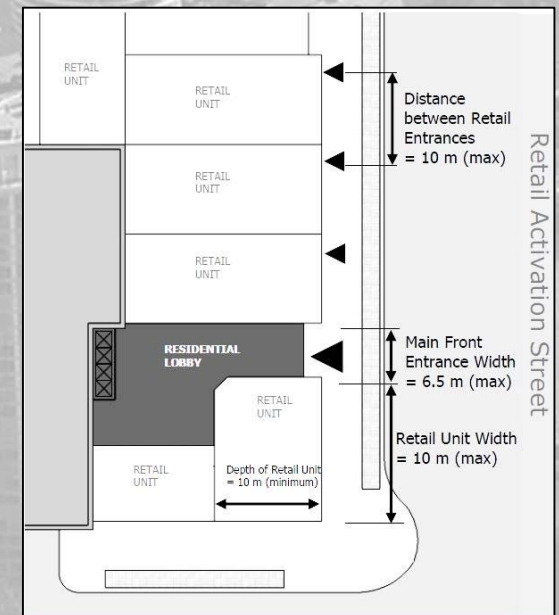 RETAIL
UNIT
RETAIL
UNIT
Distance
between Retail
Entrances
= 10 m (max)
RETAIL
UNIT
RETAIL
UNIT
Retail Activation Street
RESIDENTIAL
LOBBY
Main Front
Entrance Width
= 6.5 m (max)
RETAIL
UNIT
Retail Unit Width
= 10 m (max)
RETAIL
UNIT
Depth of Retail Unit
= 10 m (minimum)